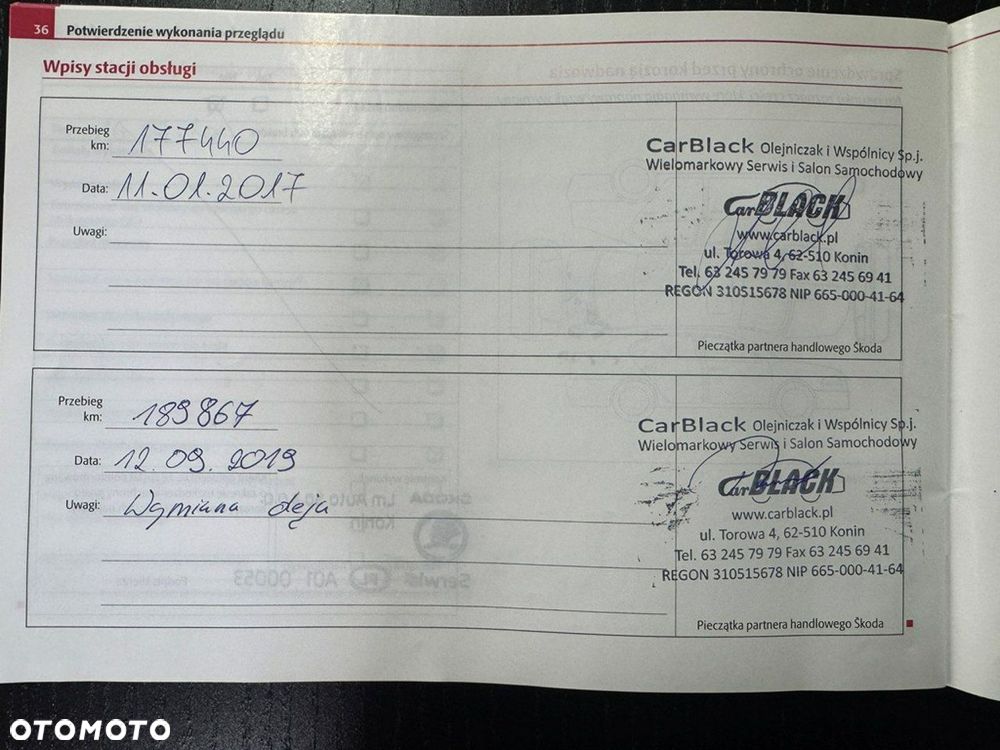 36 Potwierdzenie wykonania przeglądu
Wpisy stacji obsługi
Przebieg
km: 177440
Data: 11.01.2017
Uwagi:
CarBlack Olejniczak i Wspólnicy Sp.j.
Wielomarkowy Serwis i Salon Samochodowy
CarBLACK
www.carblack.pl
ul. Torowa 4, 62-510 Konin
Tel. 63 245 79 79 Fax 63 245 69 41
REGON 310515678 NIP 665-000-41-64
Pieczątka partnera handlowego Škoda
Przebieg
km: 189867
Data: 12.09.2019
Uwagi: Wymiana oleju
CarBlack Olejniczak i Wspólnicy Sp.j.
Wielomarkowy Serwis i Salon Samochodowy
CarBLACK
www.carblack.pl
ul. Torowa 4, 62-510 Konin
Tel. 63 245 79 79 Fax 63 245 69 41
REGON 310515678 NIP 665-000-41-64
Pieczątka partnera handlowego Škoda
OTOMOTO